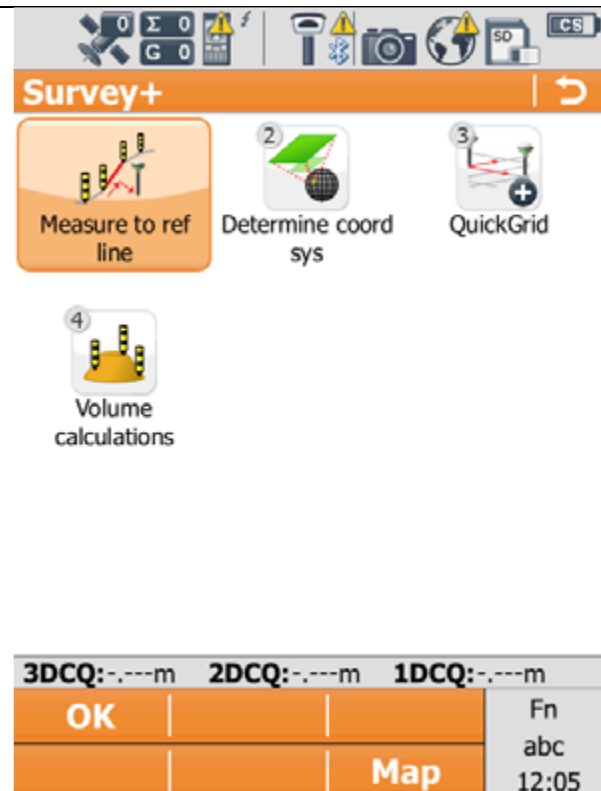 0 Σ 0
G 0
SD
CS
Survey+
Measure to ref
line
2
Determine coord
sys
3
QuickGrid
4
Volume
calculations
3DCQ:-.---m 2DCQ:-.---m 1DCQ:-.---m
OK
Fn
abc
Map
12:05